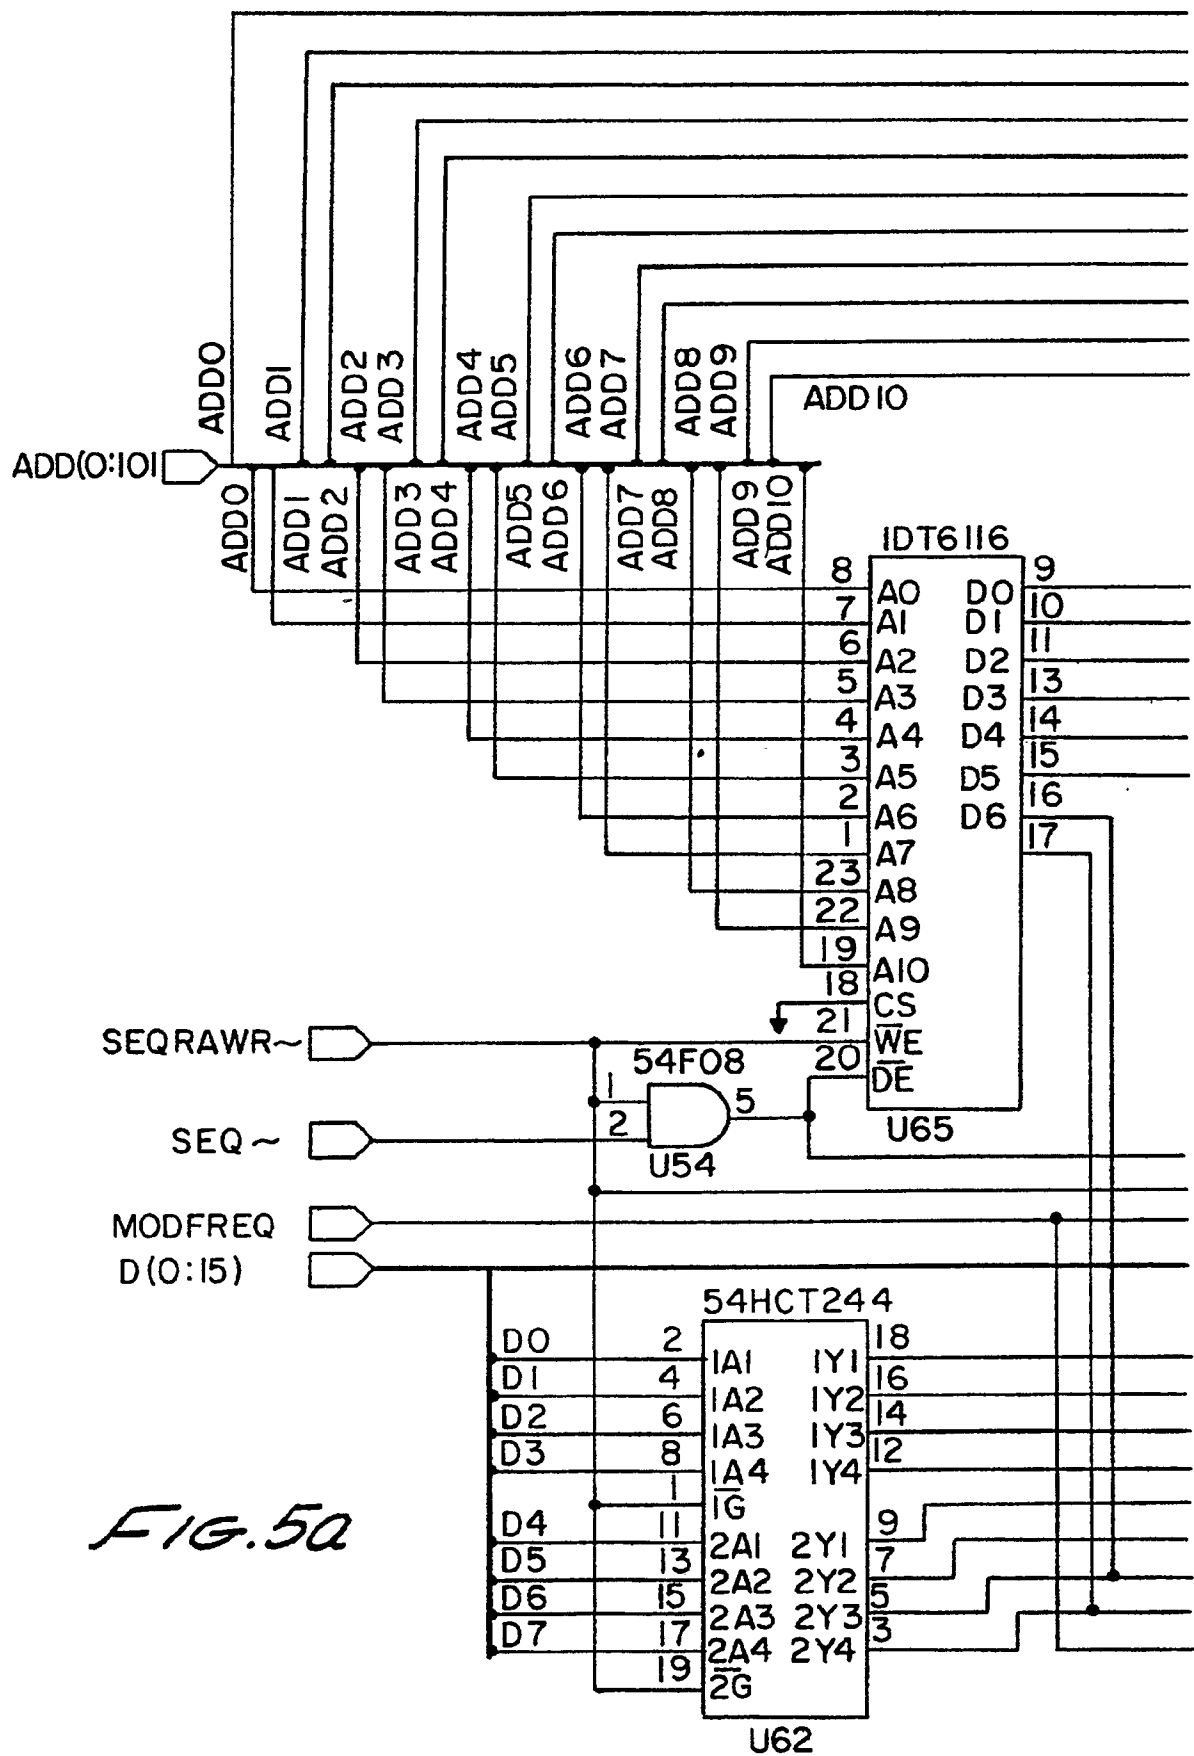 ADD0
ADD1
ADD2
ADD3
ADD4
ADD5
ADD6
ADD7
ADD8
ADD9
ADD10
ADD(0:10)
ADD0
ADD1
ADD2
ADD3
ADD4
ADD5
ADD6
ADD7
ADD8
ADD9
ADD10
IDT6116
8 A0 D0 9
7 A1 D1 10
6 A2 D2 11
5 A3 D3 13
4 A4 D4 14
3 A5 D5 15
2 A6 D6 16
1 A7 17
23 A8
22 A9
19 A10
18 CS
21 W̅E
20 D̅E
U65
SEQRAWR~
54F08
1
2
5
U54
SEQ~
MODFREQ
D(0:15)
54HCT244
D0 2 1A1 1Y1 18
D1 4 1A2 1Y2 16
D2 6 1A3 1Y3 14
D3 8 1A4 1Y4 12
1 1̅G
D4 11 2A1 2Y1 9
D5 13 2A2 2Y2 7
D6 15 2A3 2Y3 5
D7 17 2A4 2Y4 3
19 2̅G
U62
FIG. 5a